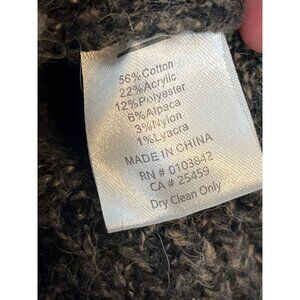 56% Cotton
22% Acrylic
12% Polyester
6% Alpaca
3% Nylon
1% Lyacra
MADE IN CHINA
RN # 0103842
CA # 25459
Dry Clean Only